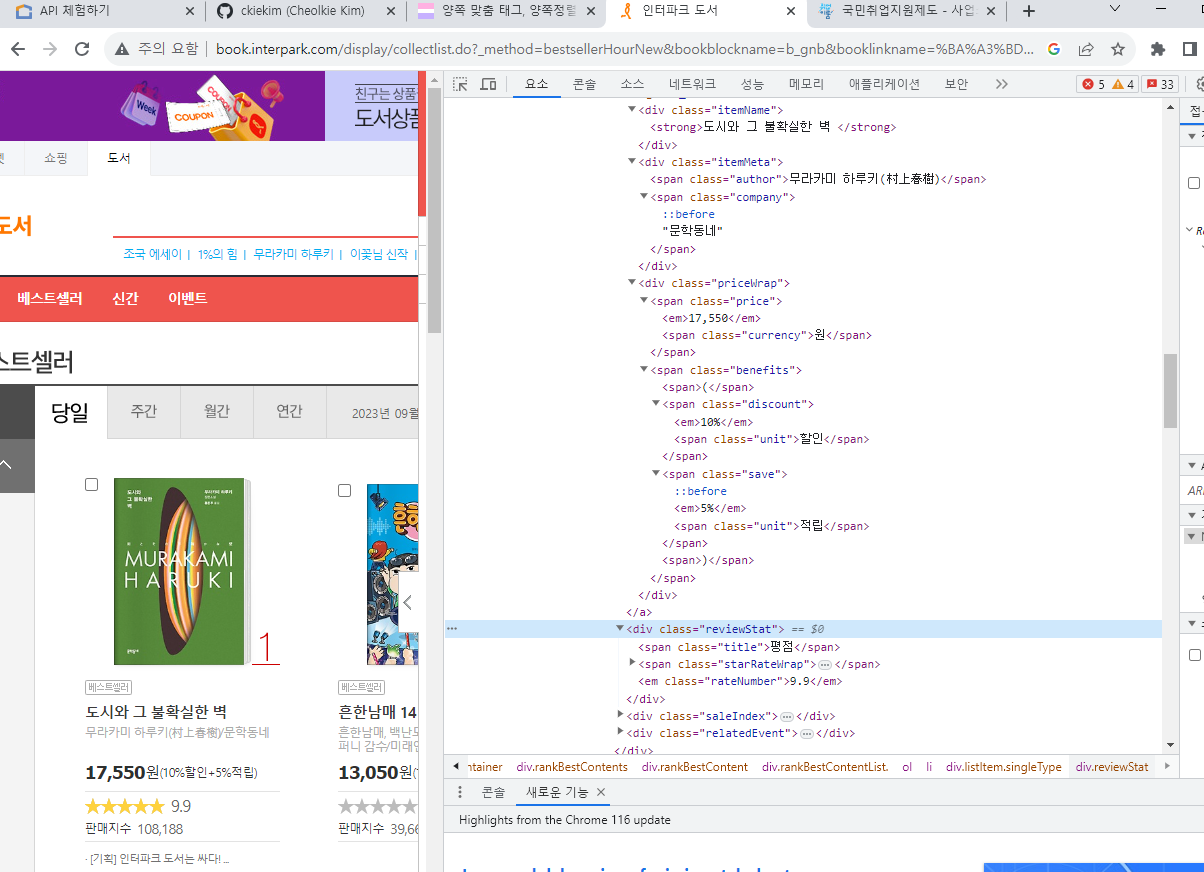 API 체험하기
ckiekim (Cheolkie Kim)
양쪽 맞춤 태그, 양쪽정렬
인터파크 도서
국민취업지원제도 - 사업
주의 요함
book.interpark.com/display/collectlist.do?_method=bestsellerHourNew&bookblockname=b_gnb&booklinkname=%BA%A3%BD...
Week
COUPON
COUPON
친구는 상품
도서상품
쇼핑
도서
도서
조국 에세이 | 1%의 힘 | 무라카미 하루키 | 이꽃님 신작 |
베스트셀러 신간 이벤트
스트셀러
당일 주간 월간 연간 2023년 09월
도시와
그 불확실한
벽
무라카미 하루키
MURAKAMI
HARUKI
1
베스트셀러
도시와 그 불확실한 벽
무라카미 하루키(村上春樹)/문학동네
17,550원(10%할인+5%적립)
9.9
판매지수 108,188
· [기획] 인터파크 도서는 싸다! ...
베스트셀러
흔한남매 14
흔한남매, 백난도
퍼니 감수/미래엔
13,050원(1
판매지수 39,66
요소 콘솔 소스 네트워크 성능 메모리 애플리케이션 보안 >> 5 4 33
<div class="itemName">
<strong>도시와 그 불확실한 벽 </strong>
</div>
<div class="itemMeta">
<span class="author">무라카미 하루키(村上春樹)</span>
<span class="company">
::before
"문학동네"
</span>
</div>
<div class="priceWrap">
<span class="price">
<em>17,550</em>
<span class="currency">원</span>
</span>
<span class="benefits">
<span>(</span>
<span class="discount">
<em>10%</em>
<span class="unit">할인</span>
</span>
<span class="save">
::before
<em>5%</em>
<span class="unit">적립</span>
</span>
<span>)</span>
</span>
</div>
</a>
<div class="reviewStat"> == $0
<span class="title">평점</span>
<span class="starRateWrap">…</span>
<em class="rateNumber">9.9</em>
</div>
<div class="saleIndex">…</div>
<div class="relatedEvent">…</div>
</div>
ntainer div.rankBestContents div.rankBestContent div.rankBestContentList. ol li div.listItem.singleType div.reviewStat
콘솔 새로운 기능
Highlights from the Chrome 116 update